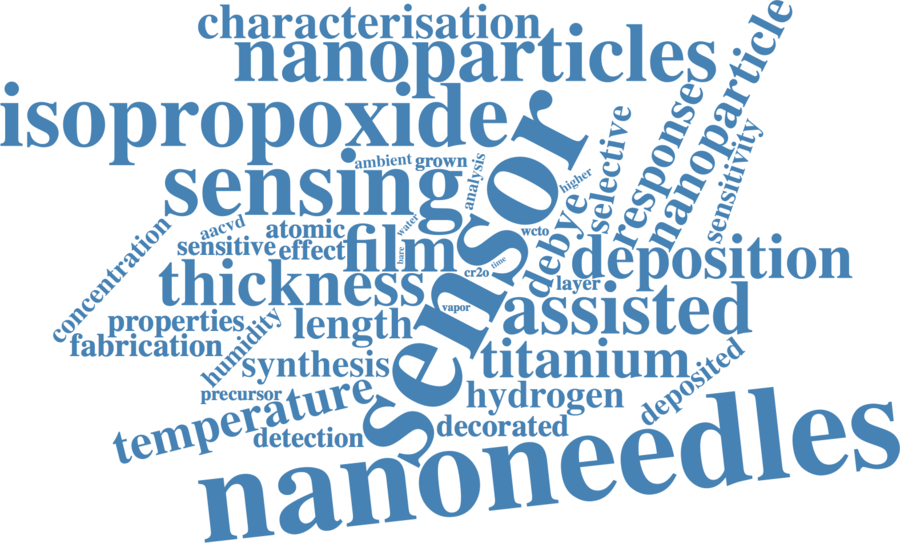 characterisation
nanoparticles
nanoparticle
isopropoxide
responses
selective
sensitivity
ambient
grown
analysis
sensing
higher
sensor
debye
aacvd
atomic
water
wcto
sensitive
effect
film
bare
time
cr2o
deposition
concentration
thickness
layer
vapor
assisted
properties
length
humidity
fabrication
synthesis
titanium
deposited
precursor
temperature
hydrogen
detection
decorated
nanoneedles